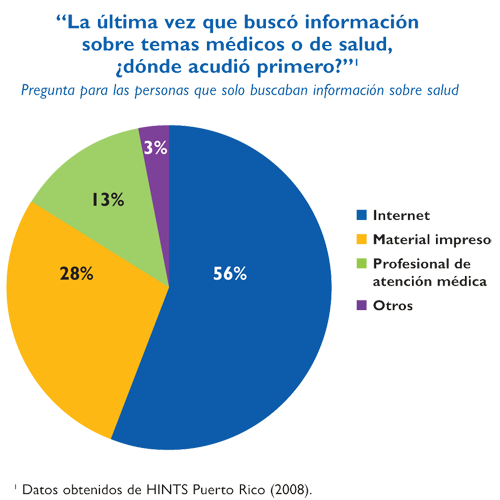 “La última vez que buscó información
sobre temas médicos o de salud,
¿dónde acudió primero?”¹
Pregunta para las personas que solo buscaban información sobre salud
3%
13%
28%
56%
Internet
Material impreso
Profesional de
atención médica
Otros
¹ Datos obtenidos de HINTS Puerto Rico (2008).